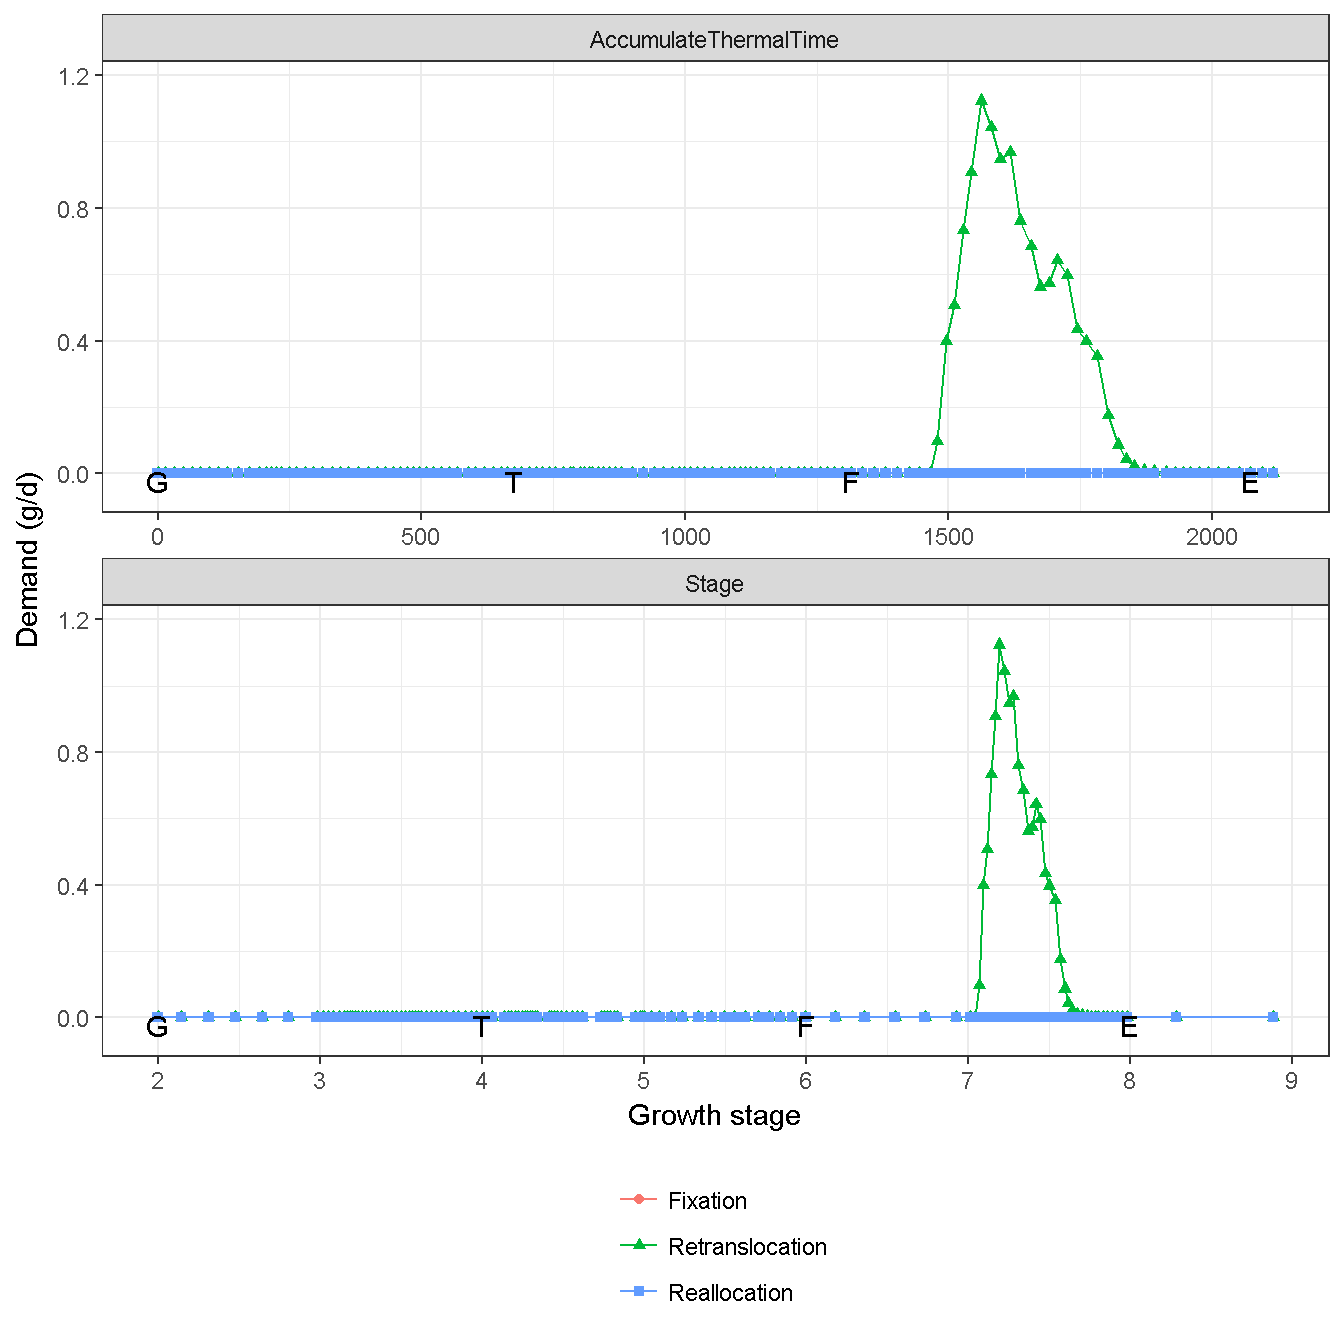 AccumulateThermalTime
1.2
0.8
0.4
0.0
G T F E
0 500 1000 1500 2000
Demand (g/d)
Stage
1.2
0.8
0.4
0.0
G T F E
2 3 4 5 6 7 8 9
Growth stage
Fixation
Retranslocation
Reallocation